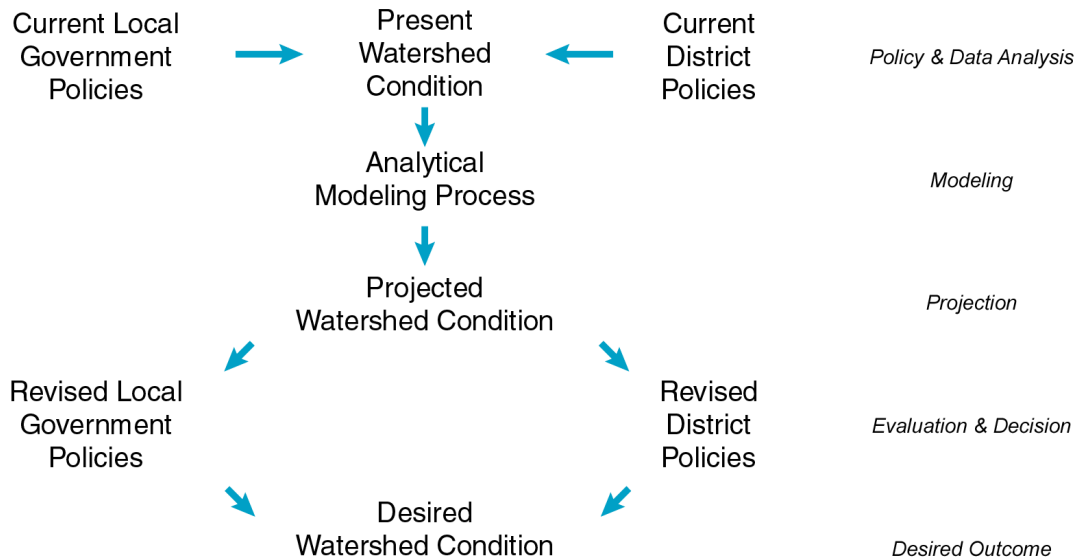 Current Local
Government
Policies
Present
Watershed
Condition
Current
District
Policies
Policy & Data Analysis
Analytical
Modeling Process
Modeling
Projected
Watershed Condition
Projection
Revised Local
Government
Policies
Revised
District
Policies
Evaluation & Decision
Desired
Watershed Condition
Desired Outcome